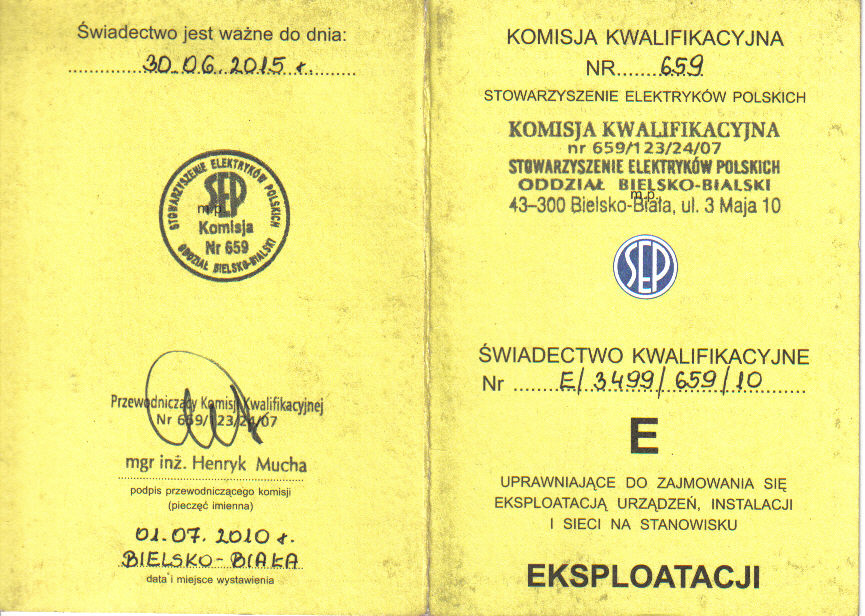 Świadectwo jest ważne do dnia:
30.06.2015 r.
STOWARZYSZENIE ELEKTRYKÓW POLSKICH
SEP
m.p.
Komisja
Nr 659
ODDZIAŁ BIELSKO-BIALSKI
Przewodniczący Komisji Kwalifikacyjnej
Nr 659/123/24/07
mgr inż. Henryk Mucha
podpis przewodniczącego komisji
(pieczęć imienna)
01.07.2010 r.
BIELSKO-BIAŁA
data i miejsce wystawienia
KOMISJA KWALIFIKACYJNA
NR........659
STOWARZYSZENIE ELEKTRYKÓW POLSKICH
KOMISJA KWALIFIKACYJNA
nr 659/123/24/07
STOWARZYSZENIE ELEKTRYKÓW POLSKICH
ODDZIAŁ BIELSKO-BIALSKI
m.p.
43-300 Bielsko-Biała, ul. 3 Maja 10
SEP
ŚWIADECTWO KWALIFIKACYJNE
Nr ........E/3499/659/10........
E
UPRAWNIAJĄCE DO ZAJMOWANIA SIĘ
EKSPLOATACJĄ URZĄDZEŃ, INSTALACJI
I SIECI NA STANOWISKU
EKSPLOATACJI